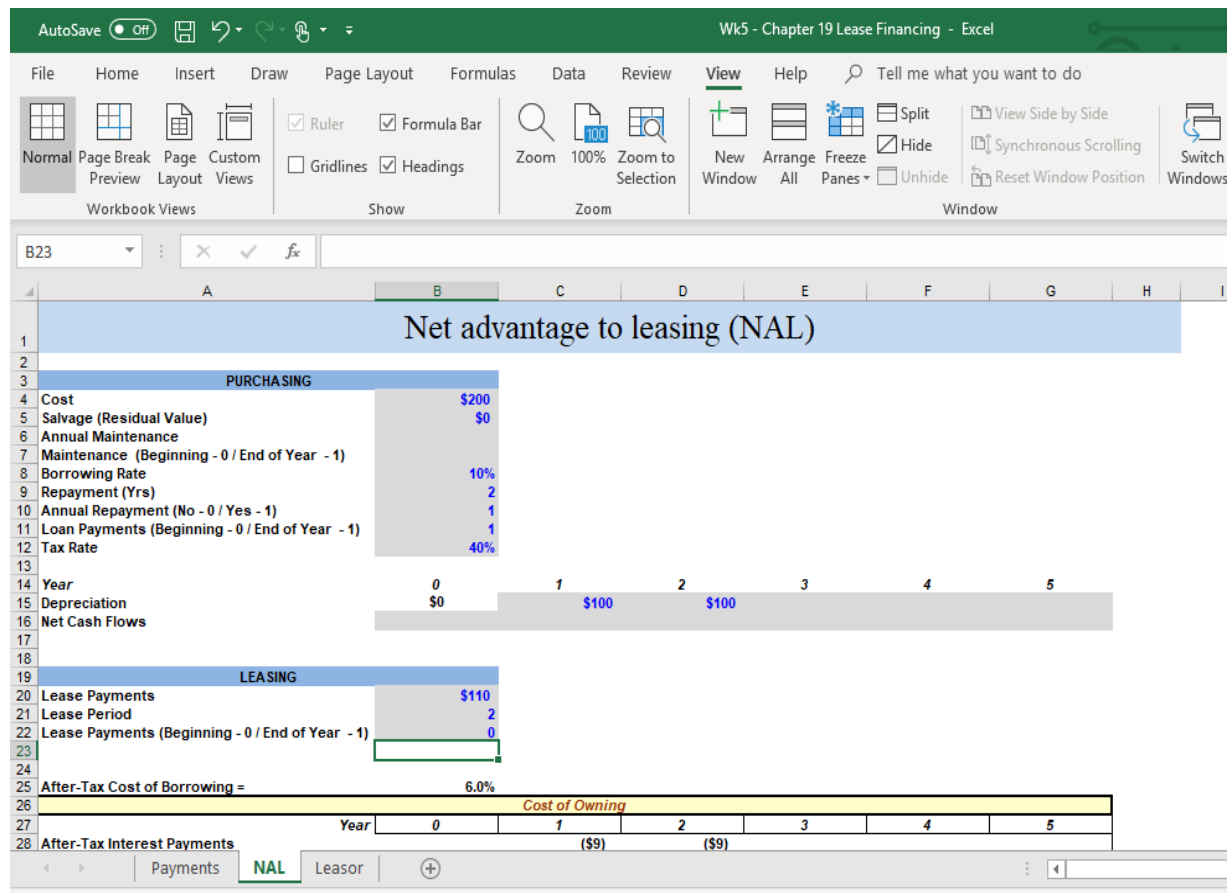 AutoSave Off Wk5 - Chapter 19 Lease Financing - Excel
File Home Insert Draw Page Layout Formulas Data Review View Help Tell me what you want to do
Normal Page Break Preview Page Layout Custom Views
Workbook Views
Ruler Formula Bar
Gridlines Headings
Show
Zoom 100% Zoom to Selection
100
Zoom
New Window Arrange All Freeze Panes
Split
Hide
Unhide
View Side by Side
Synchronous Scrolling
Reset Window Position
Switch Windows
Window
B23 fx
A B C D E F G H I
1 Net advantage to leasing (NAL)
2
3 PURCHASING
4 Cost $200
5 Salvage (Residual Value) $0
6 Annual Maintenance
7 Maintenance (Beginning - 0 / End of Year - 1)
8 Borrowing Rate 10%
9 Repayment (Yrs) 2
10 Annual Repayment (No - 0 / Yes - 1) 1
11 Loan Payments (Beginning - 0 / End of Year - 1) 1
12 Tax Rate 40%
13
14 Year 0 1 2 3 4 5
15 Depreciation $0 $100 $100
16 Net Cash Flows
17
18
19 LEASING
20 Lease Payments $110
21 Lease Period 2
22 Lease Payments (Beginning - 0 / End of Year - 1) 0
23
24
25 After-Tax Cost of Borrowing = 6.0%
26 Cost of Owning
27 Year 0 1 2 3 4 5
28 After-Tax Interest Payments ($9) ($9)
Payments NAL Leasor